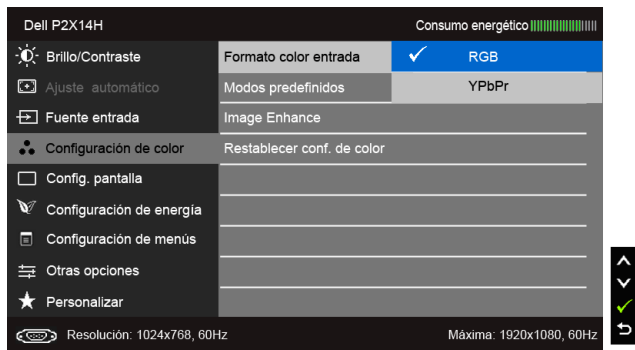 Dell P2X14H Consumo energético
Brillo/Contraste Formato color entrada RGB
Ajuste automático Modos predefinidos YPbPr
Fuente entrada Image Enhance
Configuración de color Restablecer conf. de color
Config. pantalla
Configuración de energía
Configuración de menús
Otras opciones
Personalizar
Resolución: 1024x768, 60Hz Máxima: 1920x1080, 60Hz